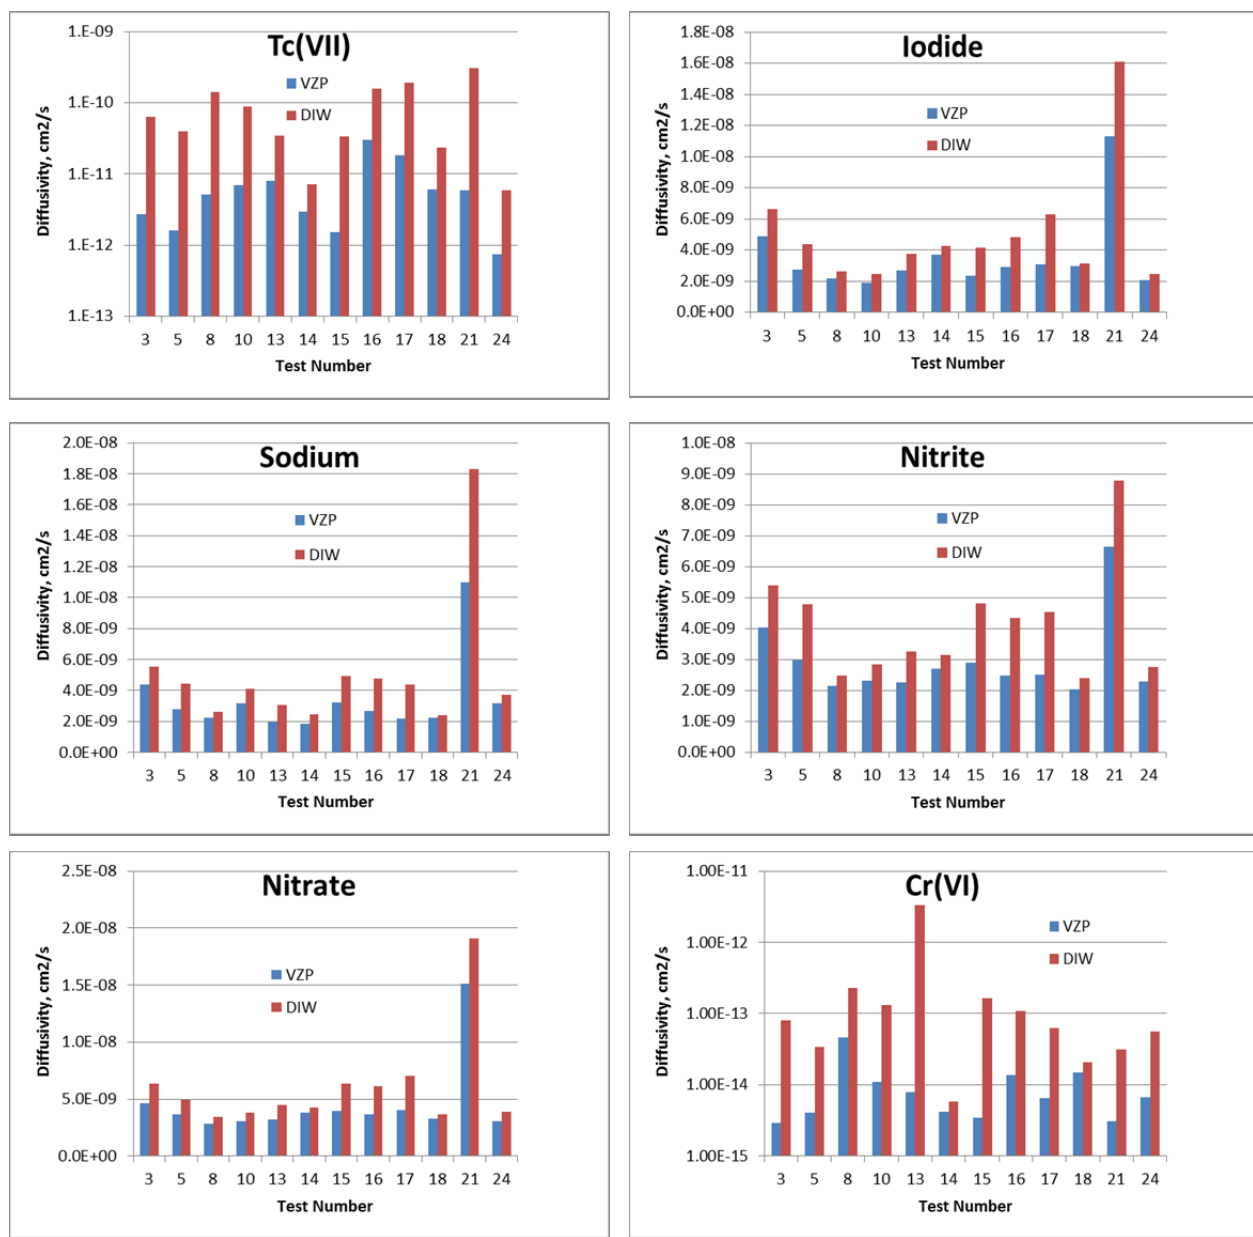 Tc(VII)
1.E-09
1.E-10
1.E-11
1.E-12
1.E-13
Diffusivity, cm2/s
VZP
DIW
3 5 8 10 13 14 15 16 17 18 21 24
Test Number
Iodide
1.8E-08
1.6E-08
1.4E-08
1.2E-08
1.0E-08
8.0E-09
6.0E-09
4.0E-09
2.0E-09
0.0E+00
Diffusivity, cm2/s
VZP
DIW
3 5 8 10 13 14 15 16 17 18 21 24
Test Number
Sodium
2.0E-08
1.8E-08
1.6E-08
1.4E-08
1.2E-08
1.0E-08
8.0E-09
6.0E-09
4.0E-09
2.0E-09
0.0E+00
Diffusivity, cm2/s
VZP
DIW
3 5 8 10 13 14 15 16 17 18 21 24
Test Number
Nitrite
1.0E-08
9.0E-09
8.0E-09
7.0E-09
6.0E-09
5.0E-09
4.0E-09
3.0E-09
2.0E-09
1.0E-09
0.0E+00
Diffusivity, cm2/s
VZP
DIW
3 5 8 10 13 14 15 16 17 18 21 24
Test Number
Nitrate
2.5E-08
2.0E-08
1.5E-08
1.0E-08
5.0E-09
0.0E+00
Diffusivity, cm2/s
VZP
DIW
3 5 8 10 13 14 15 16 17 18 21 24
Test Number
Cr(VI)
1.00E-11
1.00E-12
1.00E-13
1.00E-14
1.00E-15
Diffusivity, cm2/s
VZP
DIW
3 5 8 10 13 14 15 16 17 18 21 24
Test Number